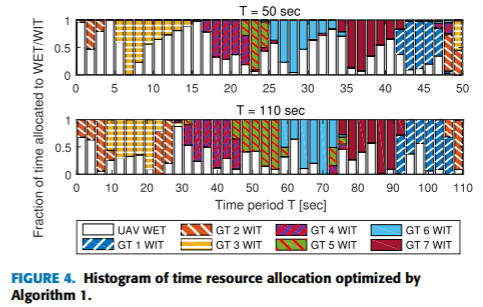 T = 50 sec
1
0.5
0
0 5 10 15 20 25 30 35 40 45 50
T = 110 sec
1
0.5
0
0 10 20 30 40 50 60 70 80 90 100 110
Fraction of time allocated to WET/WIT
Time period T [sec]
UAV WET GT 2 WIT GT 4 WIT GT 6 WIT
GT 1 WIT GT 3 WIT GT 5 WIT GT 7 WIT
FIGURE 4. Histogram of time resource allocation optimized by
Algorithm 1.